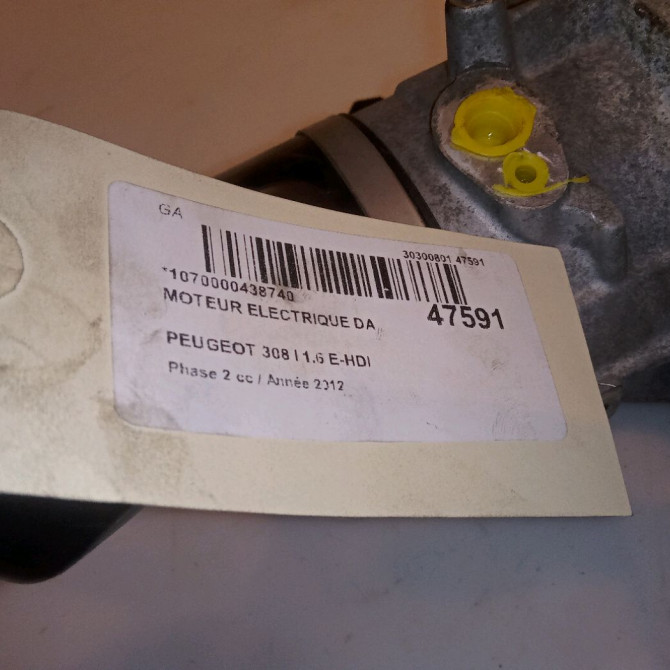 GA
30300801 47591
*1070000438740
MOTEUR ELECTRIQUE DA
47591
PEUGEOT 308 I 1.6 E-HDI
Phase 2 cc / Année 2012